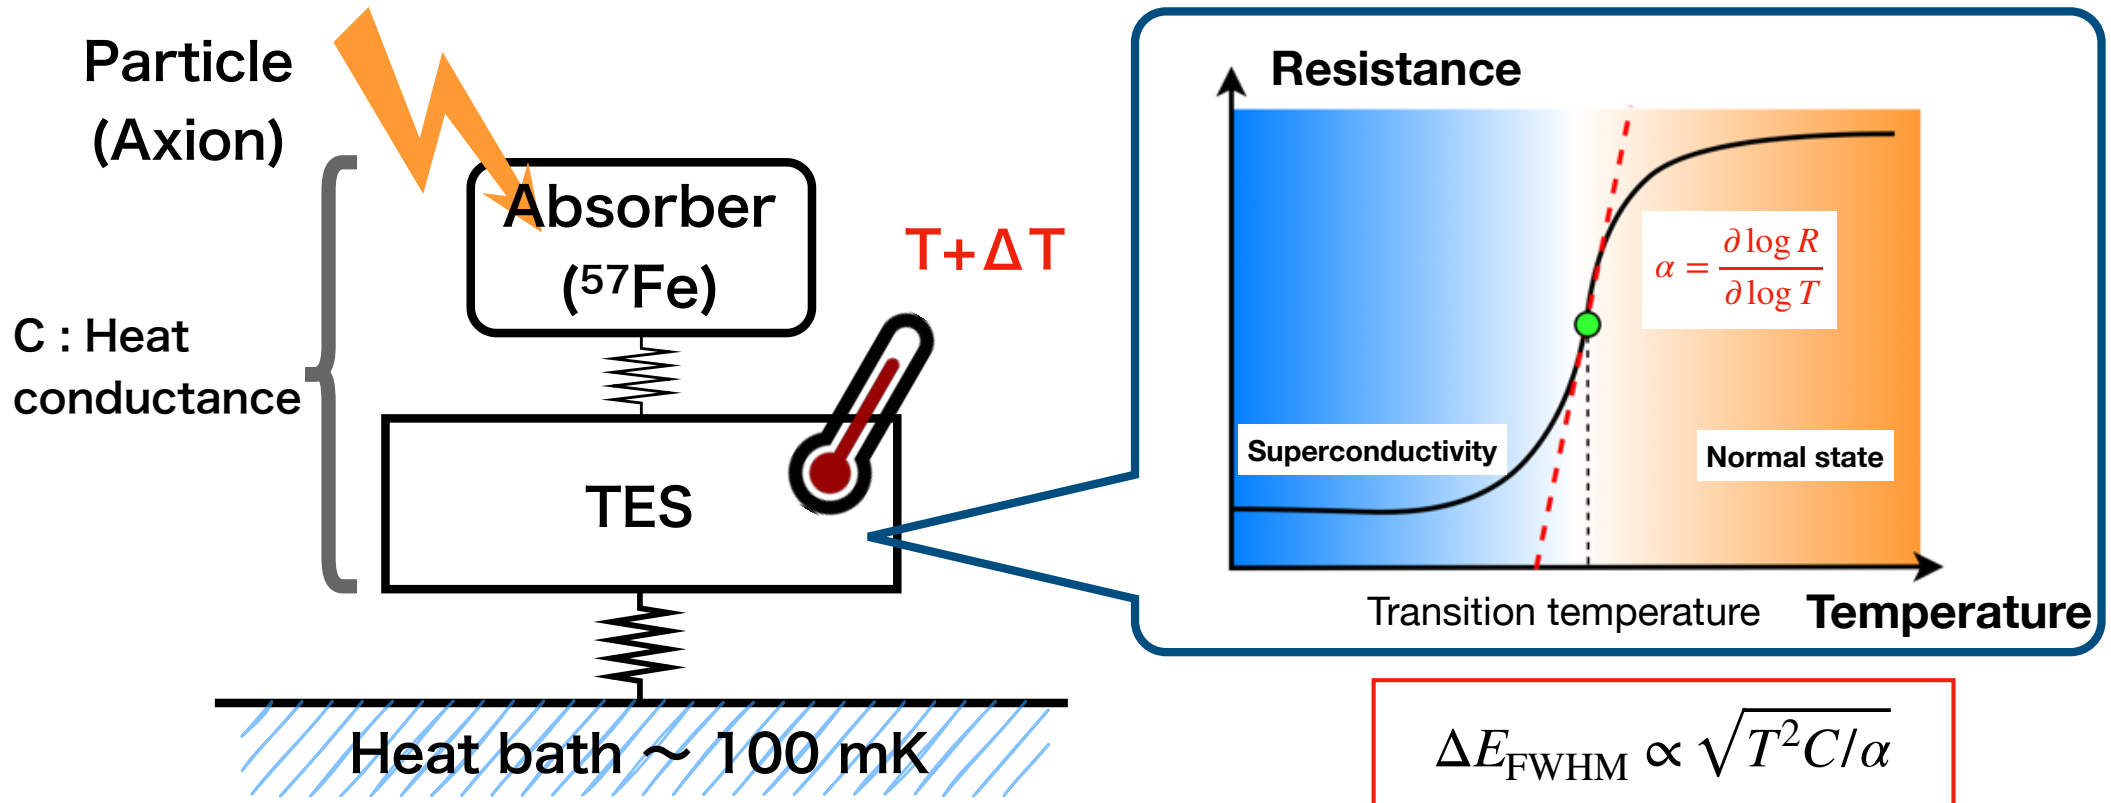 Particle
(Axion)
Absorber
(⁵⁷Fe)
T+ΔT
C : Heat
conductance
TES
Heat bath ～ 100 mK
Resistance
α = ∂ log R / ∂ log T
Superconductivity
Normal state
Transition temperature
Temperature
ΔE_FWHM ∝ √(T²C/α)